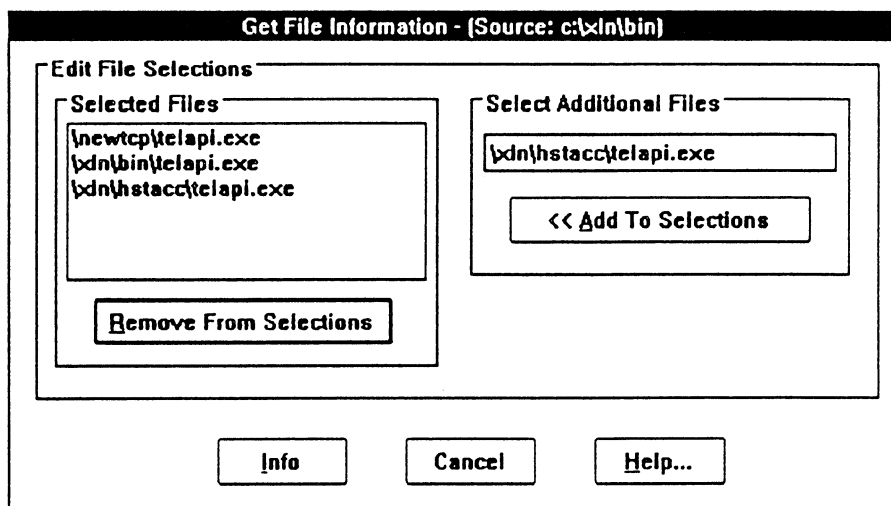 Get File Information - (Source: c:\xln\bin)
Edit File Selections
Selected Files
\newtcp\telapi.exe
\xln\bin\telapi.exe
\xln\hstacc\telapi.exe
Remove From Selections
Select Additional Files
\xln\hstacc\telapi.exe
<< Add To Selections
Info
Cancel
Help...